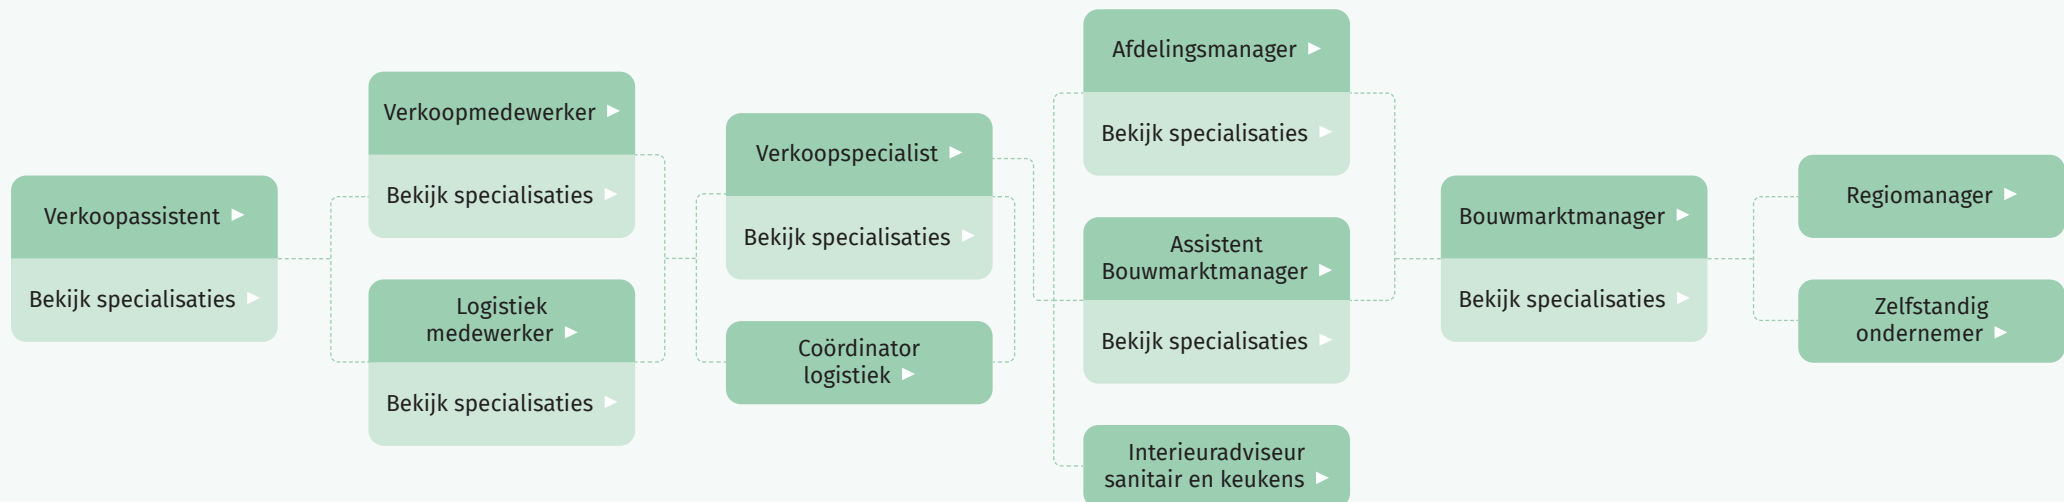 Verkoopassistent
Bekijk specialisaties
Verkoopmedewerker
Bekijk specialisaties
Logistiek
medewerker
Bekijk specialisaties
Verkoopspecialist
Bekijk specialisaties
Coördinator
logistiek
Afdelingsmanager
Bekijk specialisaties
Assistent
Bouwmarktmanager
Bekijk specialisaties
Interieuradviseur
sanitair en keukens
Bouwmarktmanager
Bekijk specialisaties
Regiomanager
Zelfstandig
ondernemer